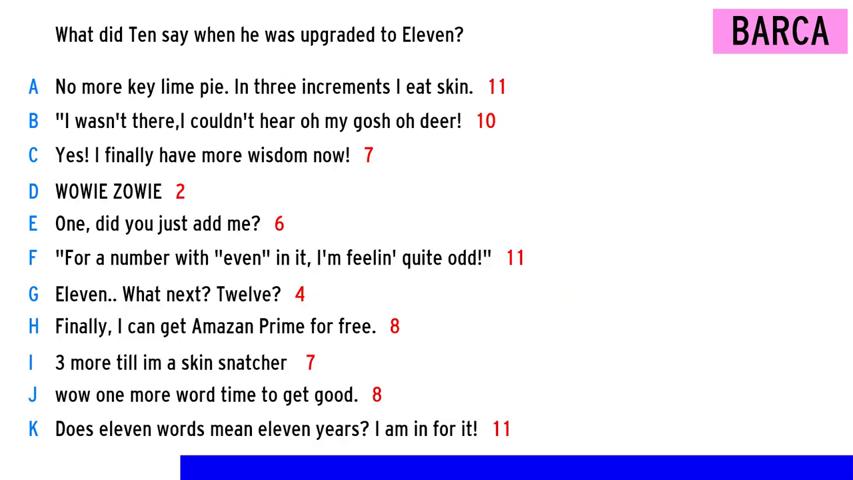 What did Ten say when he was upgraded to Eleven?
BARCA
A No more key lime pie. In three increments I eat skin. 11
B "I wasn't there,I couldn't hear oh my gosh oh deer! 10
C Yes! I finally have more wisdom now! 7
D WOWIE ZOWIE 2
E One, did you just add me? 6
F "For a number with "even" in it, I'm feelin' quite odd!" 11
G Eleven.. What next? Twelve? 4
H Finally, I can get Amazan Prime for free. 8
I 3 more till im a skin snatcher 7
J wow one more word time to get good. 8
K Does eleven words mean eleven years? I am in for it! 11